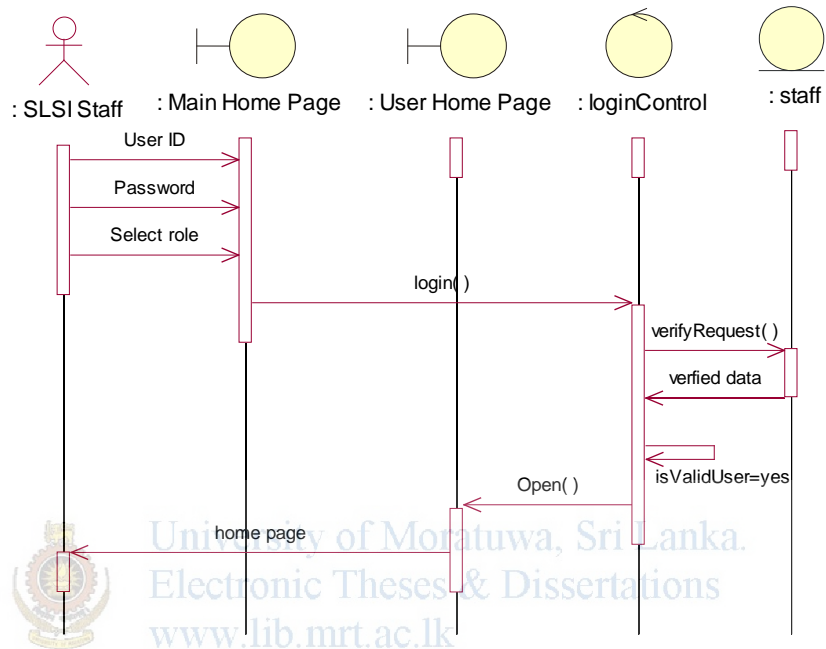 : SLSI Staff
: Main Home Page
: User Home Page
: loginControl
: staff
User ID
Password
Select role
login( )
verifyRequest( )
verfied data
isValidUser=yes
Open( )
home page
University of Moratuwa, Sri Lanka.
Electronic Theses & Dissertations
www.lib.mrt.ac.lk